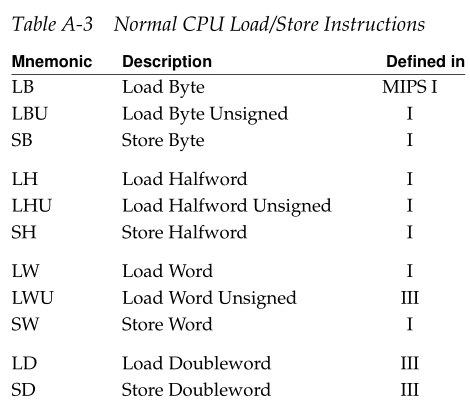 Table A-3 Normal CPU Load/Store Instructions
Mnemonic Description Defined in
LB Load Byte MIPS I
LBU Load Byte Unsigned I
SB Store Byte I
LH Load Halfword I
LHU Load Halfword Unsigned I
SH Store Halfword I
LW Load Word I
LWU Load Word Unsigned III
SW Store Word I
LD Load Doubleword III
SD Store Doubleword III